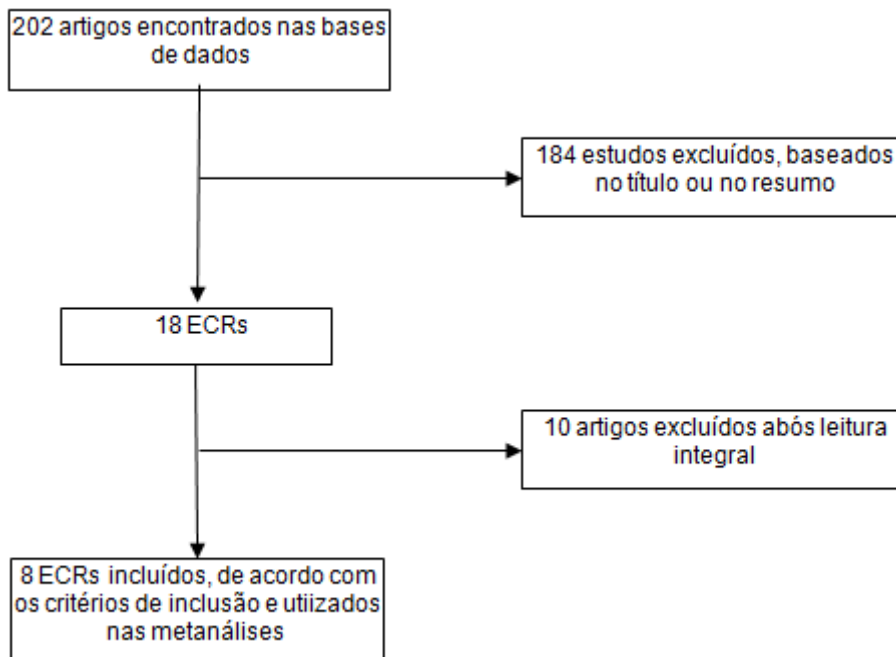 202 artigos encontrados nas bases
de dados
184 estudos excluídos, baseados
no título ou no resumo
18 ECRs
10 artigos excluídos abós leitura
integral
8 ECRs incluídos, de acordo com
os critérios de inclusão e utiizados
nas metanálises